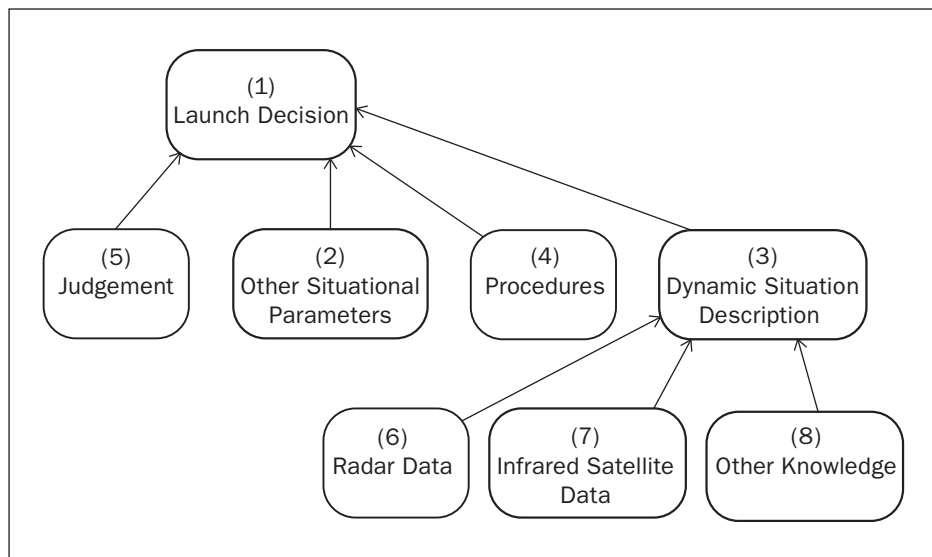 (1)
Launch Decision
(5)
Judgement
(2)
Other Situational
Parameters
(4)
Procedures
(3)
Dynamic Situation
Description
(6)
Radar Data
(7)
Infrared Satellite
Data
(8)
Other Knowledge